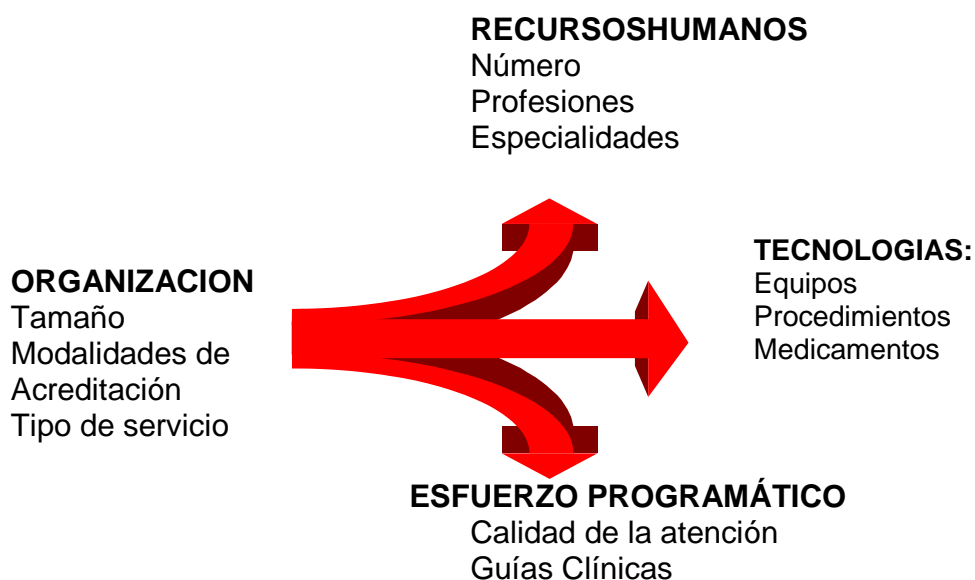 RECURSOSHUMANOS
Número
Profesiones
Especialidades
ORGANIZACION
Tamaño
Modalidades de
Acreditación
Tipo de servicio
TECNOLOGIAS:
Equipos
Procedimientos
Medicamentos
ESFUERZO PROGRAMÁTICO
Calidad de la atención
Guías Clínicas